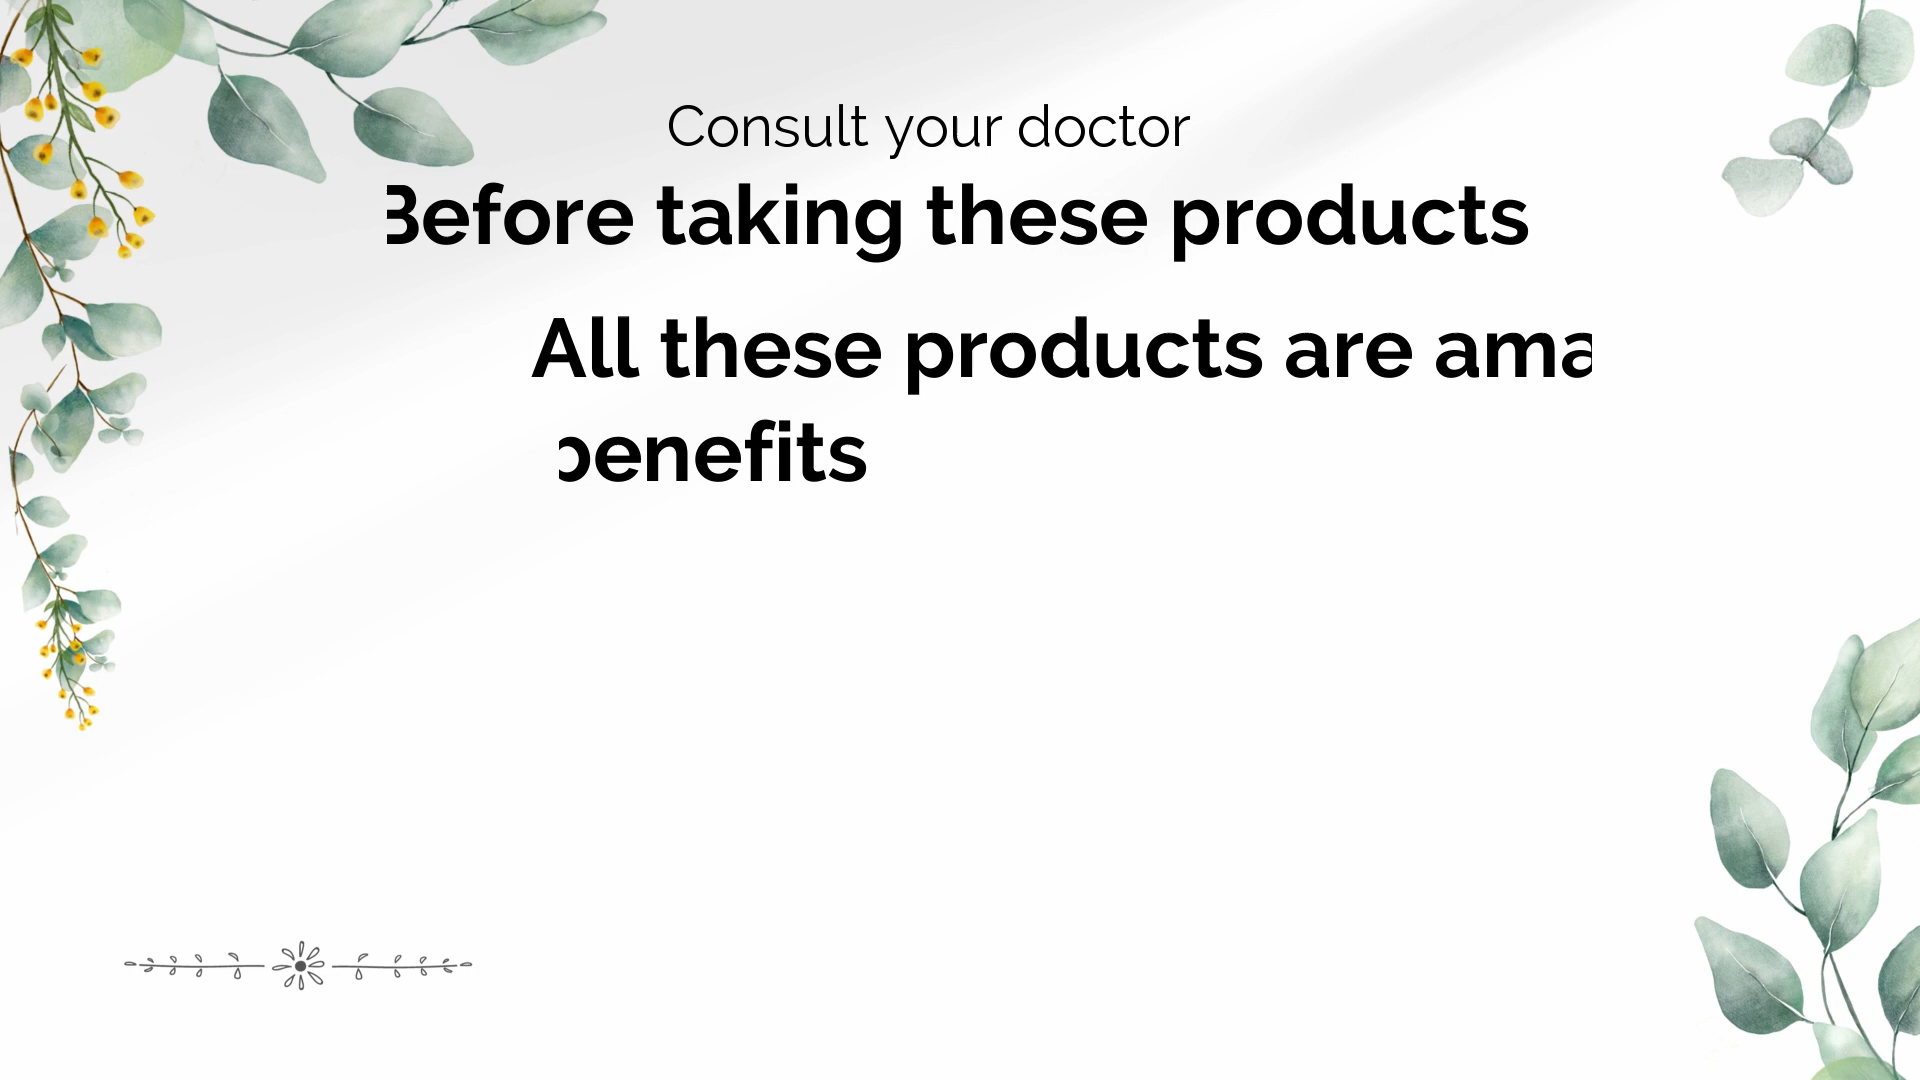 Consult your doctor
Before taking these products
All these products are ama
benefits